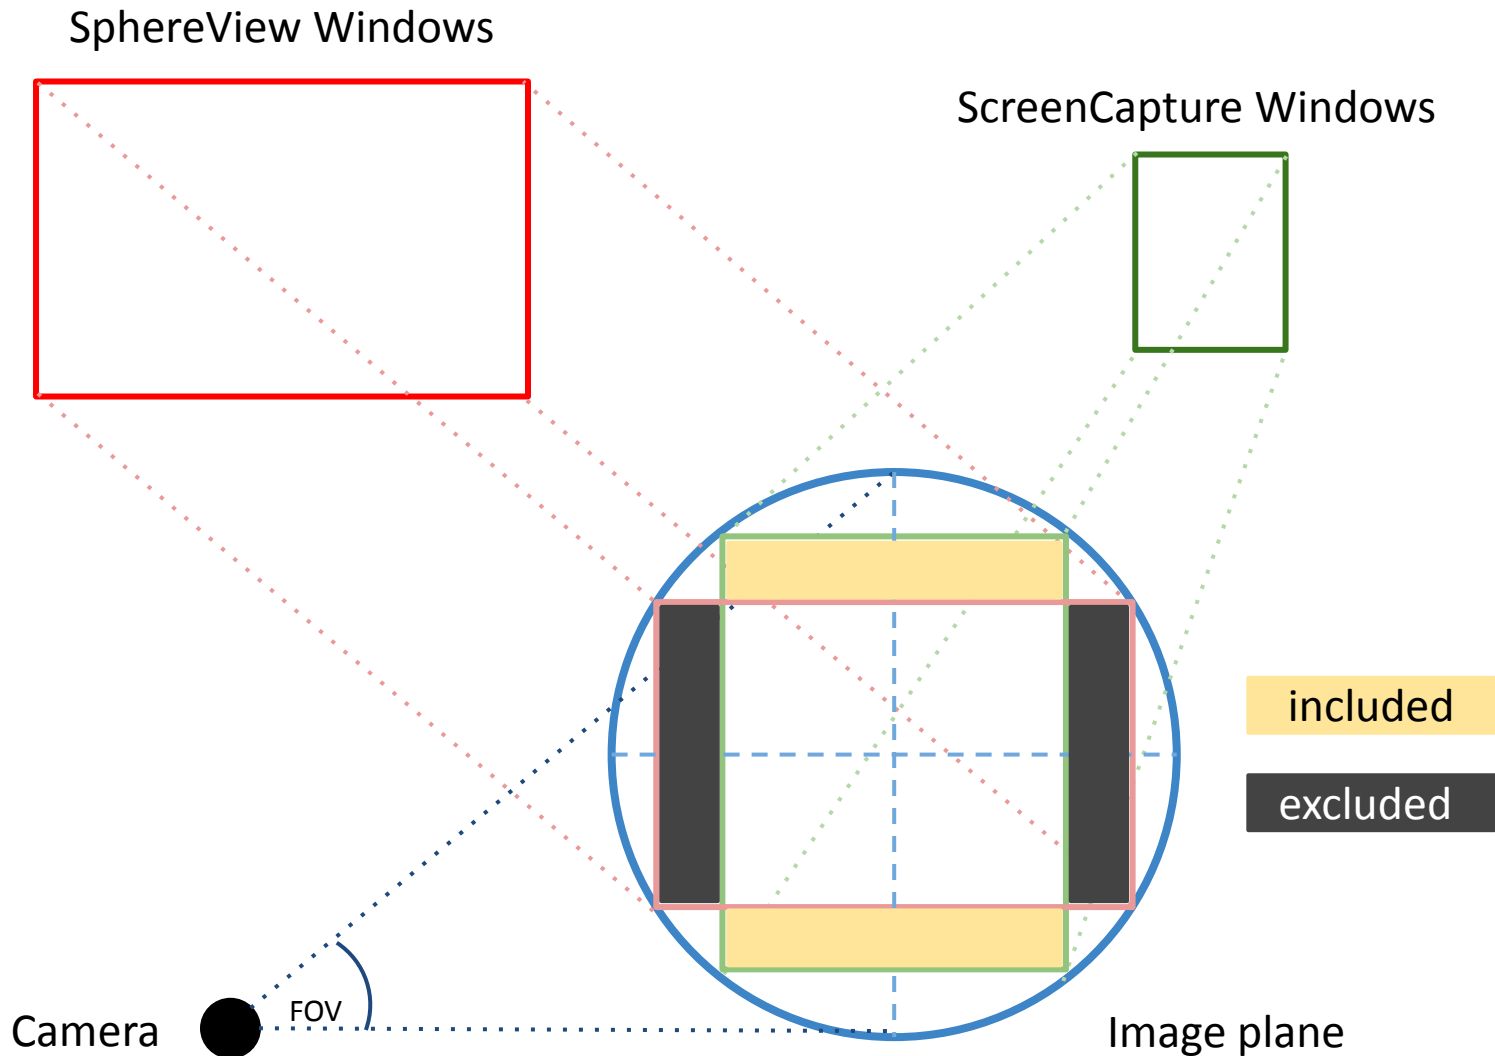 SphereView Windows
ScreenCapture Windows
included
excluded
FOV
Camera
Image plane